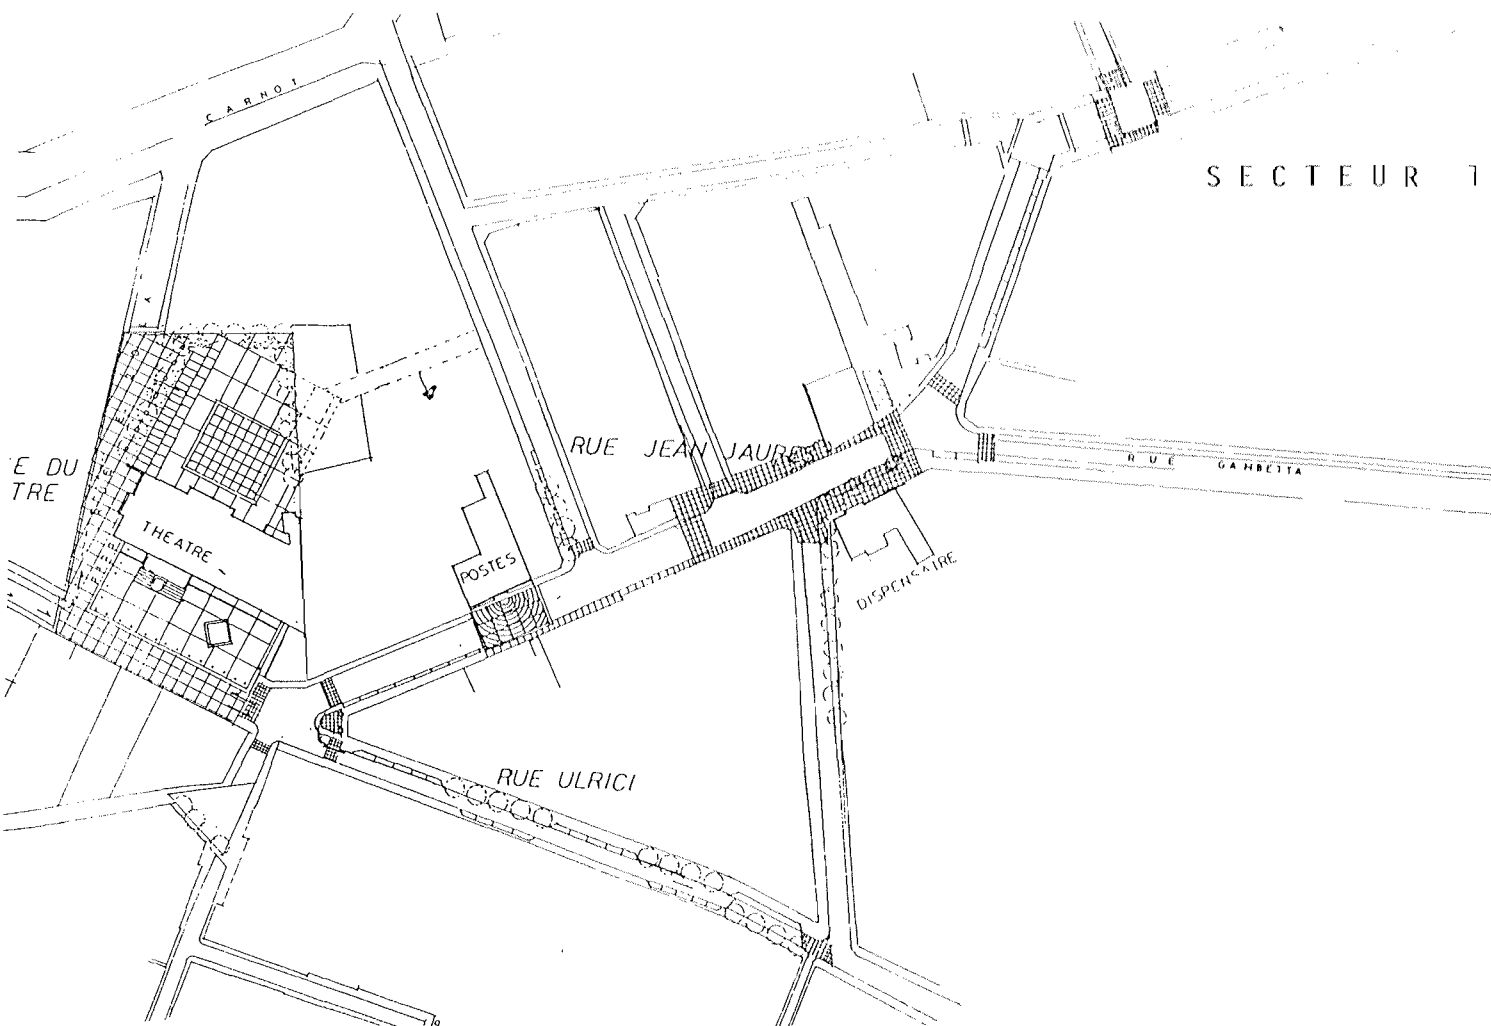 CARNOT
SECTEUR 1
RUE JEAN JAURES
RUE GAMBETTA
E DU
TRE
THEATRE
POSTES
DISPENSAIRE
RUE ULRICI